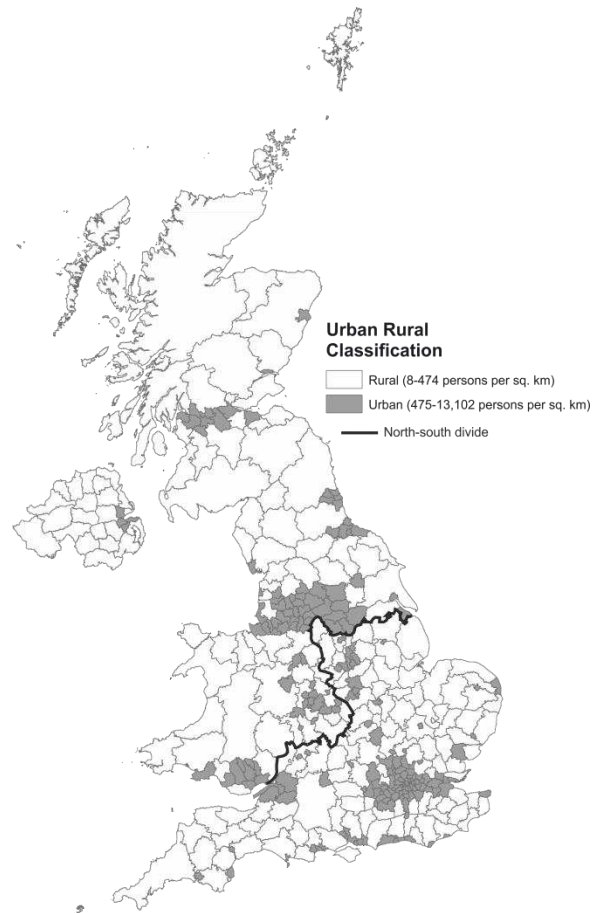 Urban Rural
Classification
Rural (8-474 persons per sq. km)
Urban (475-13,102 persons per sq. km)
North-south divide